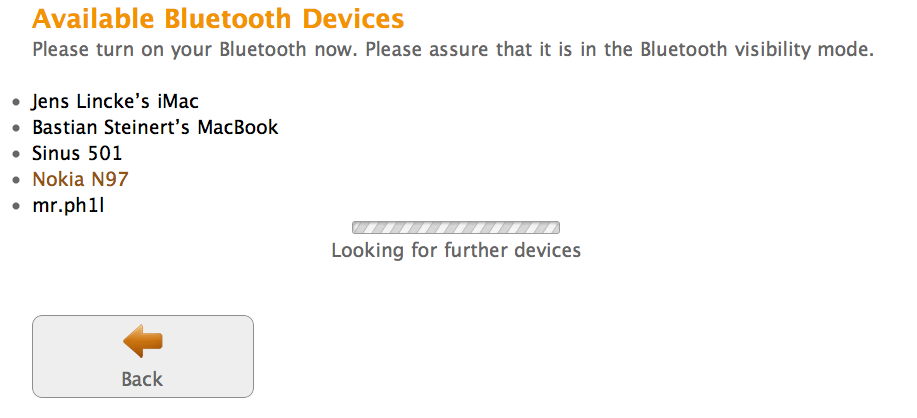 Available Bluetooth Devices
Please turn on your Bluetooth now. Please assure that it is in the Bluetooth visibility mode.
• Jens Lincke’s iMac
• Bastian Steinert’s MacBook
• Sinus 501
• Nokia N97
• mr.ph1l
Looking for further devices
Back